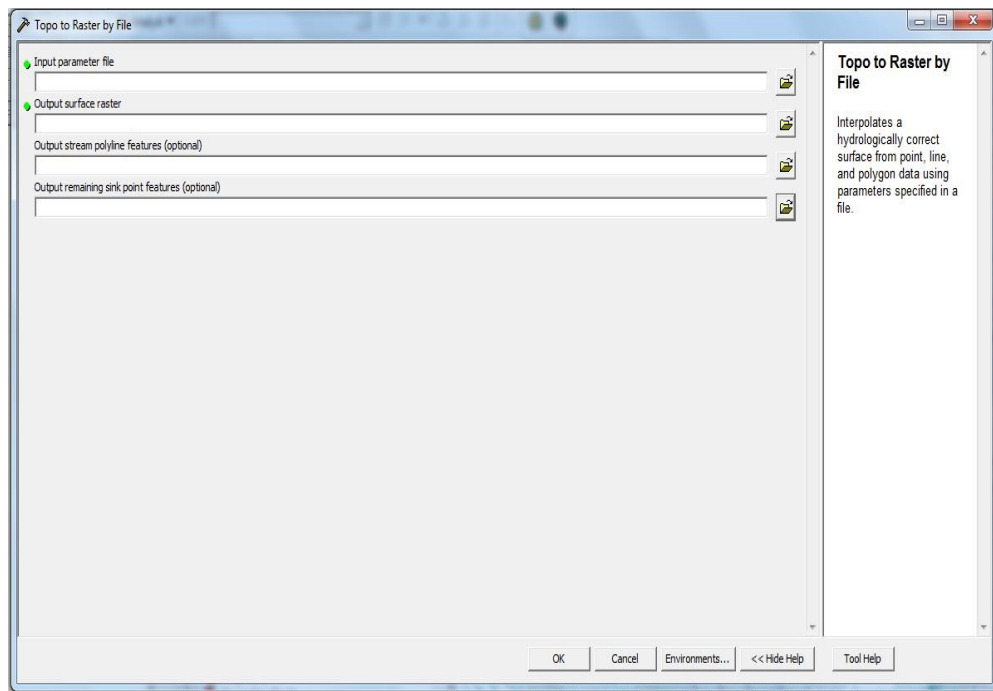 Topo to Raster by File
Input parameter file
Output surface raster
Output stream polyline features (optional)
Output remaining sink point features (optional)
Topo to Raster by
File
Interpolates a
hydrologically correct
surface from point, line,
and polygon data using
parameters specified in a
file.
OK
Cancel
Environments...
<< Hide Help
Tool Help